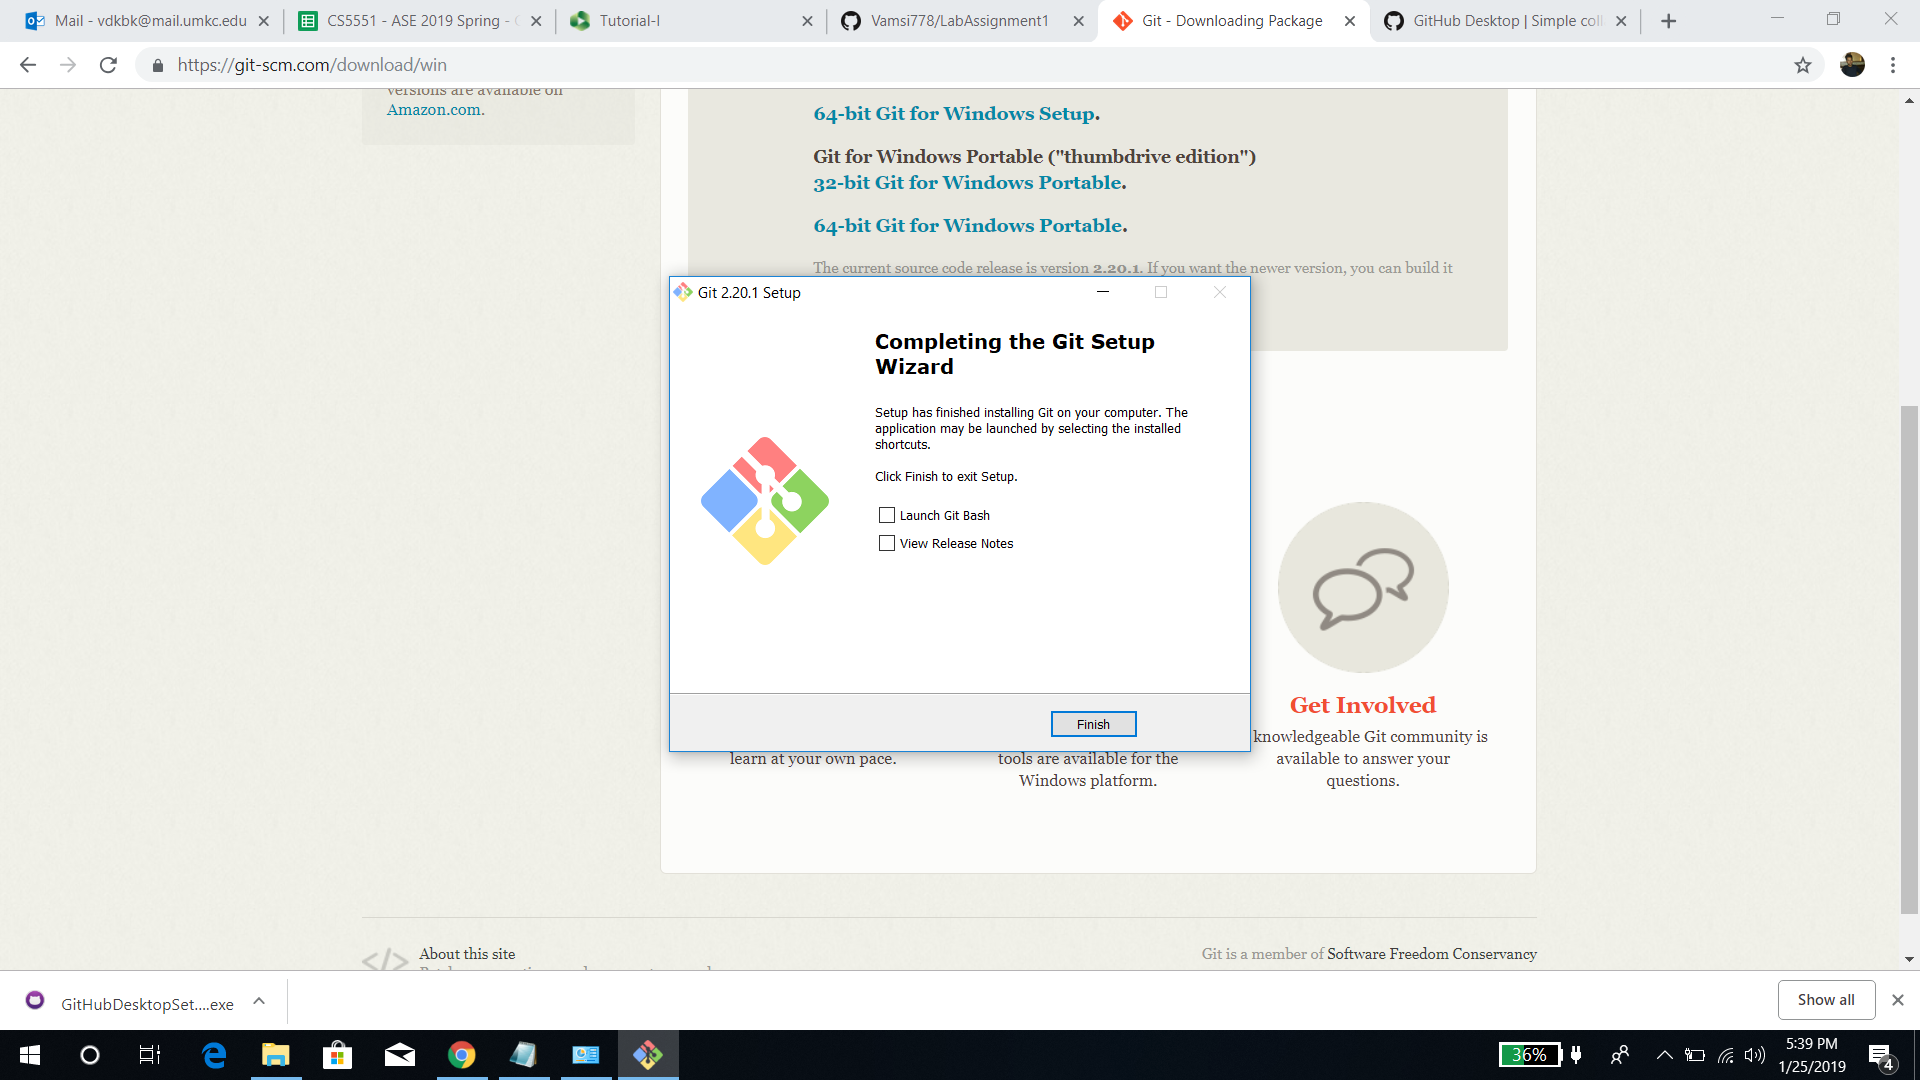 Mail - vdkbk@mail.umkc.edu
CS5551 - ASE 2019 Spring -
Tutorial-I
Vamsi778/LabAssignment1
Git - Downloading Package
GitHub Desktop | Simple col
https://git-scm.com/download/win
versions are available on
Amazon.com.
64-bit Git for Windows Setup.
Git for Windows Portable ("thumbdrive edition")
32-bit Git for Windows Portable.
64-bit Git for Windows Portable.
The current source code release is version 2.20.1. If you want the newer version, you can build it
Git 2.20.1 Setup
Completing the Git Setup
Wizard
Setup has finished installing Git on your computer. The
application may be launched by selecting the installed
shortcuts.
Click Finish to exit Setup.
Launch Git Bash
View Release Notes
Finish
Get Involved
knowledgeable Git community is
available to answer your
questions.
learn at your own pace.
tools are available for the
Windows platform.
</>
About this site
Git is a member of Software Freedom Conservancy
GitHubDesktopSet....exe
Show all
36%
5:39 PM
1/25/2019
4